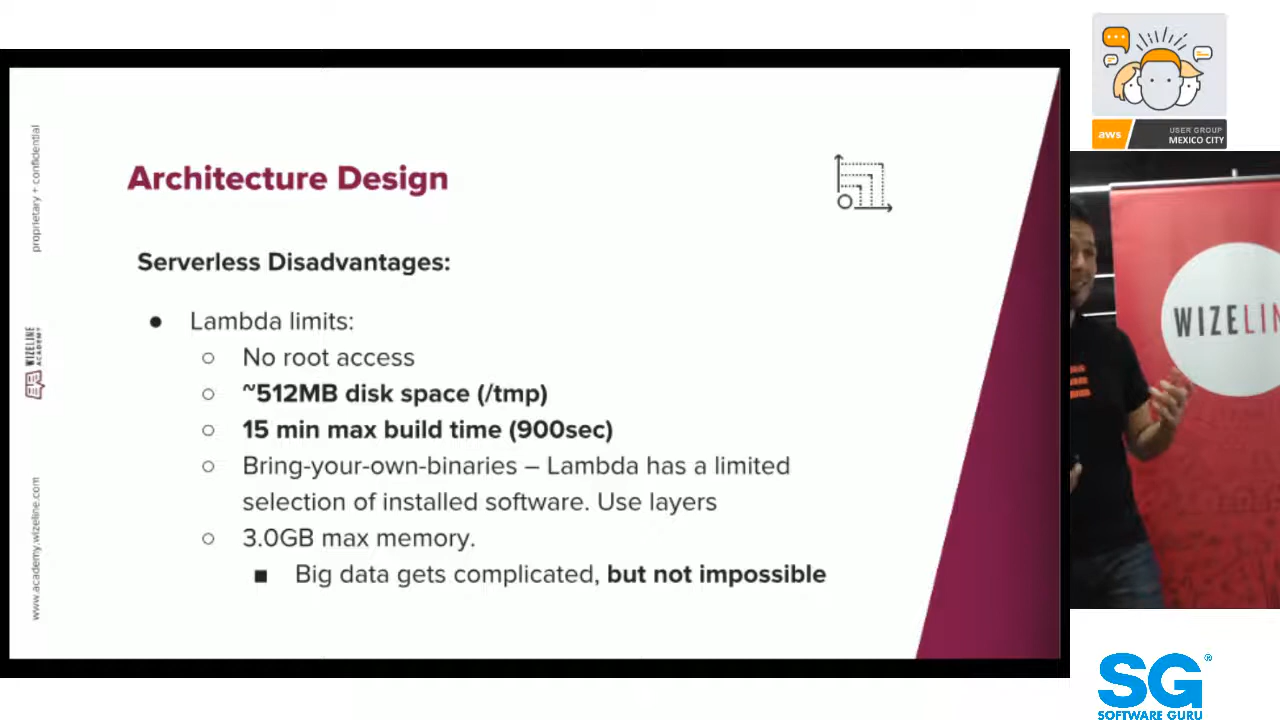 Architecture Design
Serverless Disadvantages:
● Lambda limits:
○ No root access
○ ~512MB disk space (/tmp)
○ 15 min max build time (900sec)
○ Bring-your-own-binaries – Lambda has a limited
selection of installed software. Use layers
○ 3.0GB max memory.
■ Big data gets complicated, but not impossible
proprietary + confidential
WIZELINE
ACADEMY
www.academy.wizeline.com
aws
USER GROUP
MEXICO CITY
WIZELIN
SG®
SOFTWARE GURU